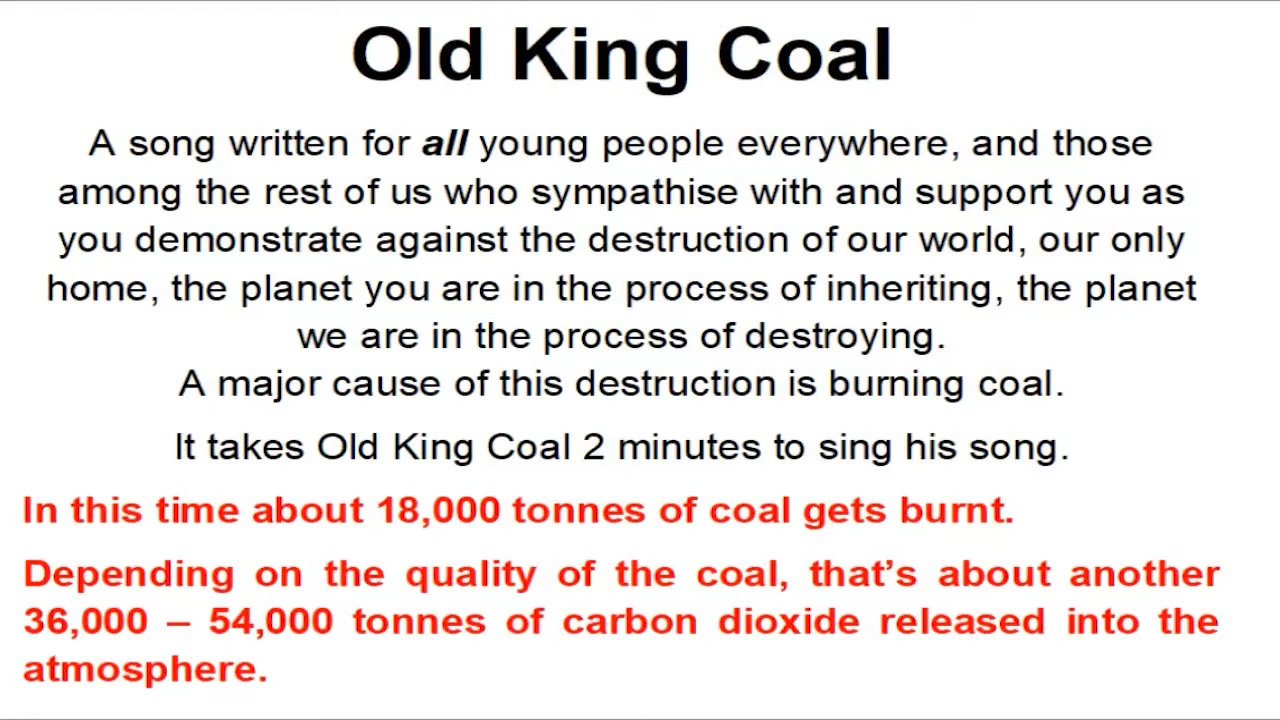 Old King Coal
A song written for all young people everywhere, and those
among the rest of us who sympathise with and support you as
you demonstrate against the destruction of our world, our only
home, the planet you are in the process of inheriting, the planet
we are in the process of destroying.
A major cause of this destruction is burning coal.
It takes Old King Coal 2 minutes to sing his song.
In this time about 18,000 tonnes of coal gets burnt.
Depending on the quality of the coal, that’s about another
36,000 – 54,000 tonnes of carbon dioxide released into the
atmosphere.